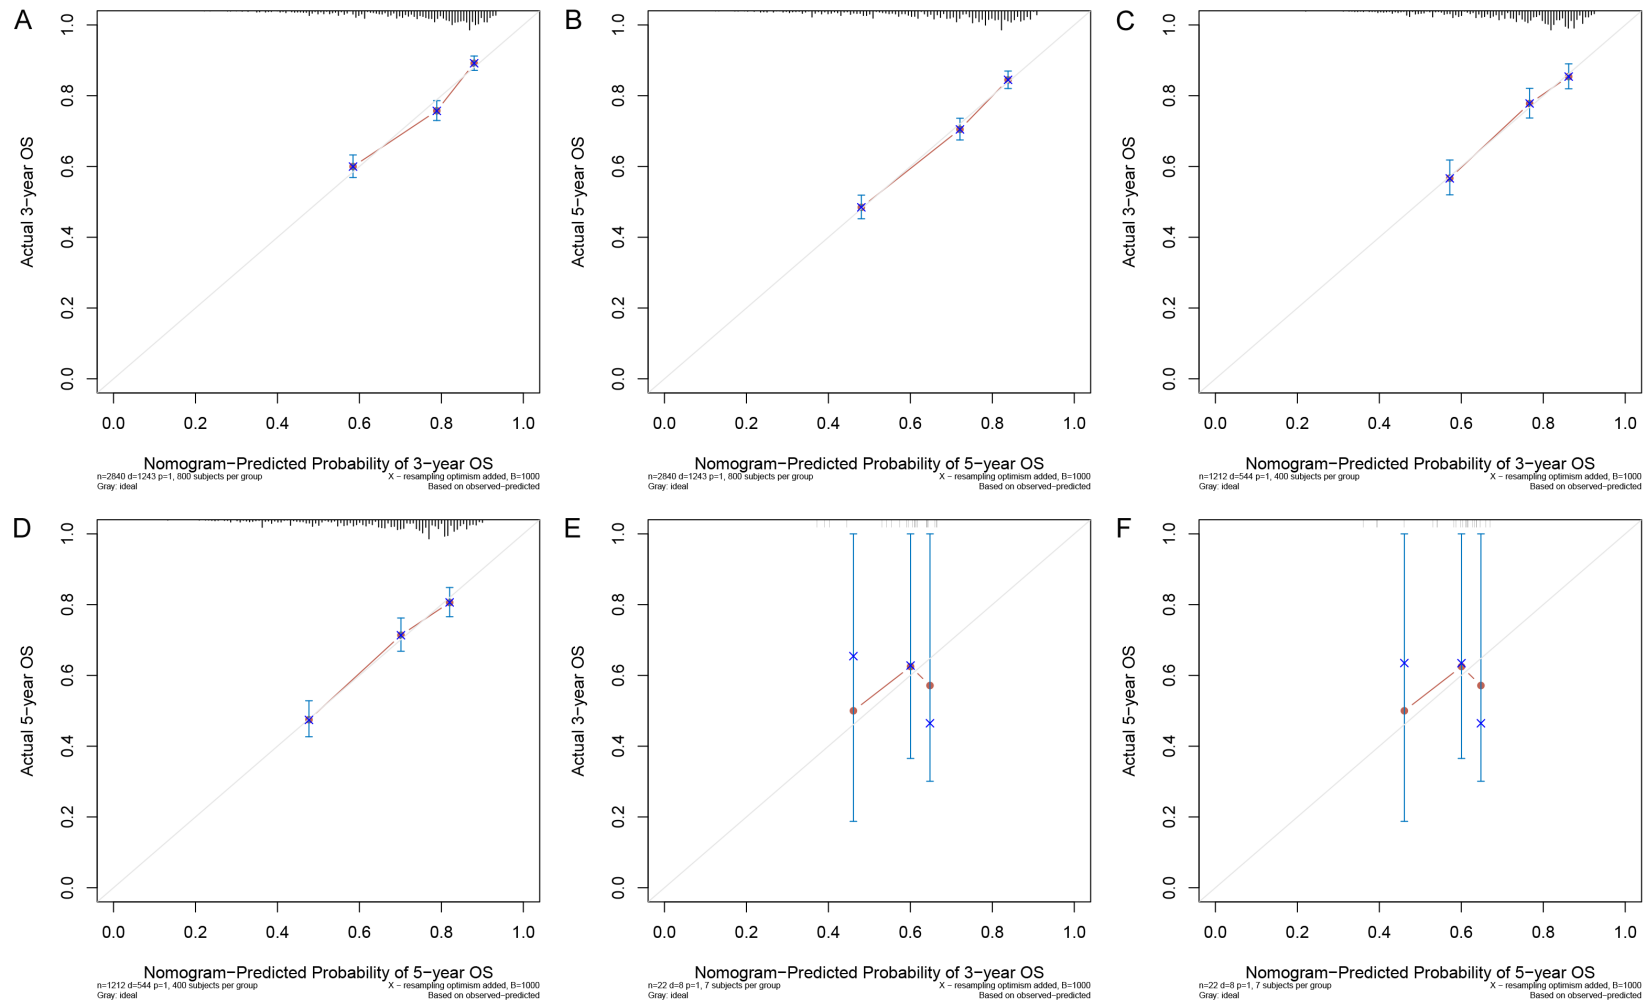 A
1.0
0.8
0.6
0.4
0.2
0.0
Actual 3−year OS
0.0 0.2 0.4 0.6 0.8 1.0
Nomogram−Predicted Probability of 3−year OS
n=2840 d=1243 p=1, 800 subjects per group
Gray: ideal
X − resampling optimism added, B=1000
Based on observed−predicted
B
1.0
0.8
0.6
0.4
0.2
0.0
Actual 5−year OS
0.0 0.2 0.4 0.6 0.8 1.0
Nomogram−Predicted Probability of 5−year OS
n=2840 d=1243 p=1, 800 subjects per group
Gray: ideal
X − resampling optimism added, B=1000
Based on observed−predicted
C
1.0
0.8
0.6
0.4
0.2
0.0
Actual 3−year OS
0.0 0.2 0.4 0.6 0.8 1.0
Nomogram−Predicted Probability of 3−year OS
n=1212 d=544 p=1, 400 subjects per group
Gray: ideal
X − resampling optimism added, B=1000
Based on observed−predicted
D
1.0
0.8
0.6
0.4
0.2
0.0
Actual 5−year OS
0.0 0.2 0.4 0.6 0.8 1.0
Nomogram−Predicted Probability of 5−year OS
n=1212 d=544 p=1, 400 subjects per group
Gray: ideal
X − resampling optimism added, B=1000
Based on observed−predicted
E
1.0
0.8
0.6
0.4
0.2
0.0
Actual 3−year OS
0.0 0.2 0.4 0.6 0.8 1.0
Nomogram−Predicted Probability of 3−year OS
n=22 d=8 p=1, 7 subjects per group
Gray: ideal
X − resampling optimism added, B=1000
Based on observed−predicted
F
1.0
0.8
0.6
0.4
0.2
0.0
Actual 5−year OS
0.0 0.2 0.4 0.6 0.8 1.0
Nomogram−Predicted Probability of 5−year OS
n=22 d=8 p=1, 7 subjects per group
Gray: ideal
X − resampling optimism added, B=1000
Based on observed−predicted